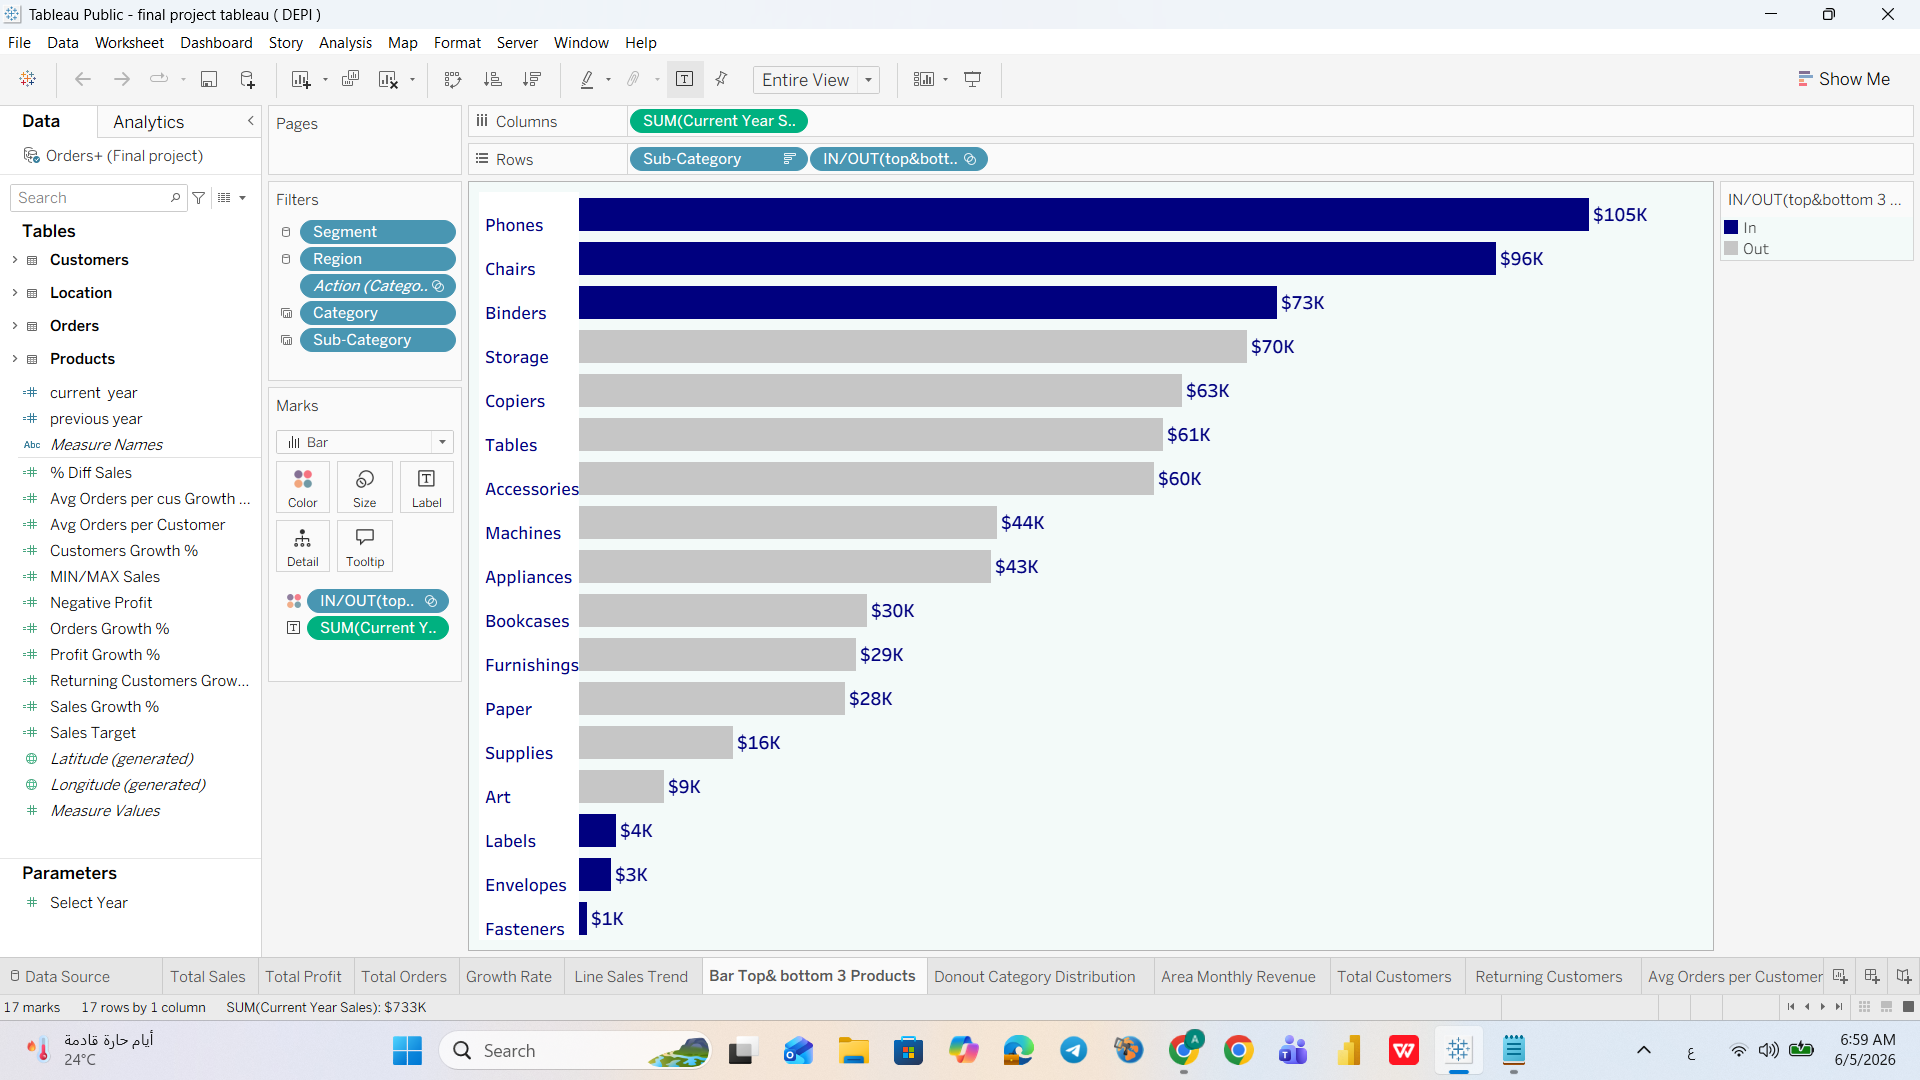 Tableau Public - final project tableau ( DEPI )
File Data Worksheet Dashboard Story Analysis Map Format Server Window Help
Entire View
Show Me
Data Analytics
Orders+ (Final project)
Search
Tables
Customers
Location
Orders
Products
current year
previous year
Abc Measure Names
% Diff Sales
Avg Orders per cus Growth ...
Avg Orders per Customer
Customers Growth %
MIN/MAX Sales
Negative Profit
Orders Growth %
Profit Growth %
Returning Customers Grow...
Sales Growth %
Sales Target
Latitude (generated)
Longitude (generated)
Measure Values
Parameters
Select Year
Pages
Filters
Segment
Region
Action (Catego..
Category
Sub-Category
Marks
Bar
Color Size Label
Detail Tooltip
IN/OUT(top..
SUM(Current Y..
Columns SUM(Current Year S..
Rows Sub-Category IN/OUT(top&bott..
Phones $105K
Chairs $96K
Binders $73K
Storage $70K
Copiers $63K
Tables $61K
Accessories $60K
Machines $44K
Appliances $43K
Bookcases $30K
Furnishings $29K
Paper $28K
Supplies $16K
Art $9K
Labels $4K
Envelopes $3K
Fasteners $1K
IN/OUT(top&bottom 3 ...
In
Out
Data Source Total Sales Total Profit Total Orders Growth Rate Line Sales Trend Bar Top& bottom 3 Products Donout Category Distribution Area Monthly Revenue Total Customers Returning Customers Avg Orders per Customer
17 marks 17 rows by 1 column SUM(Current Year Sales): $733K
أيام حارة قادمة
24°C
Search
A
W
ع
6:59 AM
6/5/2026